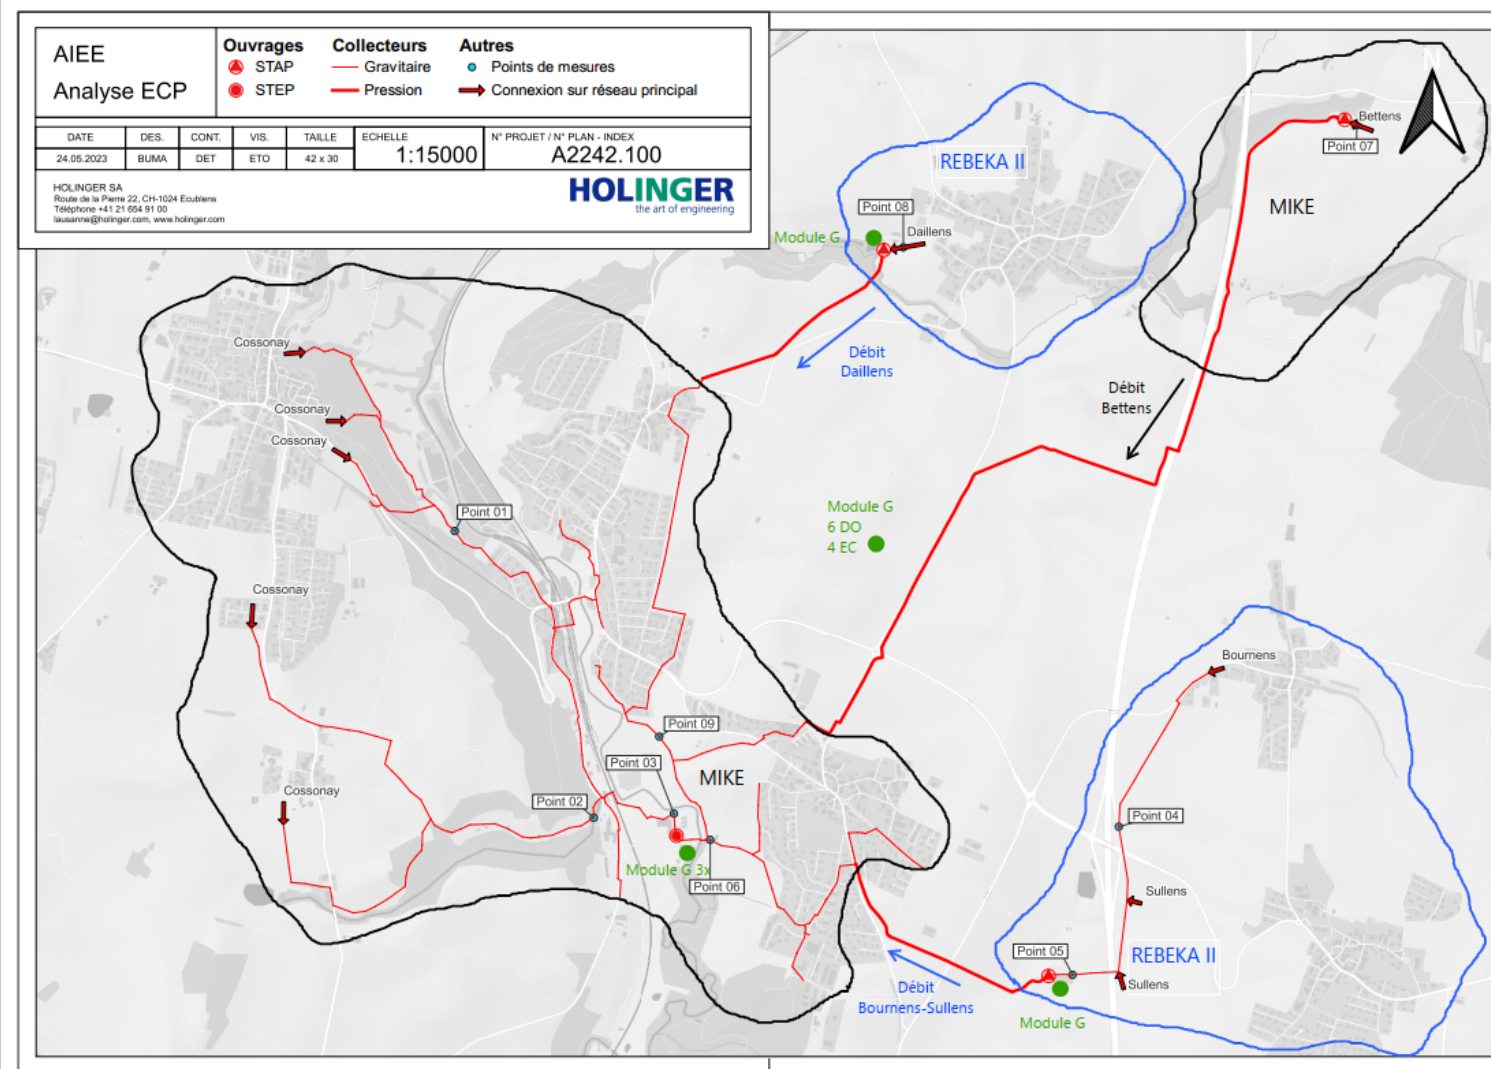 AIEE
Analyse ECP
Ouvrages
STAP
STEP
Collecteurs
Gravitaire
Pression
Autres
Points de mesures
Connexion sur réseau principal
DATE DES. CONT. VIS. TAILLE ECHELLE N° PROJET / N° PLAN - INDEX
24.05.2023 BUMA DET ETO 42 x 30 1:15000 A2242.100
HOLINGER SA
Route de la Pierre 22, CH-1024 Ecublens
Téléphone +41 21 654 91 00
lausanne@holinger.com, www.holinger.com
HOLINGER
the art of engineering
N
Bettens
Point 07
MIKE
REBEKA II
Point 08
Daillens
Module G
Débit
Daillens
Débit
Bettens
Cossonay
Cossonay
Cossonay
Point 01
Module G
6 DO
4 EC
Cossonay
Bournens
Point 09
Point 03
MIKE
Cossonay
Point 02
Point 04
Module G 3x
Point 06
Sullens
Point 05
REBEKA II
Sullens
Débit
Bournens-Sullens
Module G